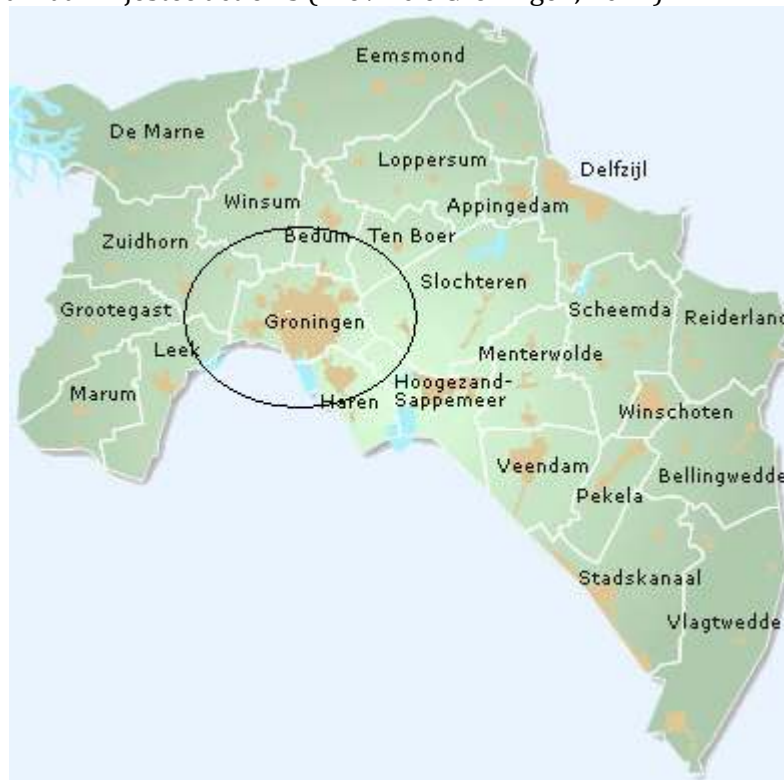 Eemsmond
De Marne
Loppersum
Delfzijl
Winsum
Appingedam
Bedum
Ten Boer
Zuidhorn
Slochteren
Grootegast
Scheemda
Reiderland
Groningen
Leek
Menterwolde
Marum
Haren
Hoogezand-
Sappemeer
Winschoten
Veendam
Bellingwedde
Pekela
Stadskanaal
Vlagtwedde